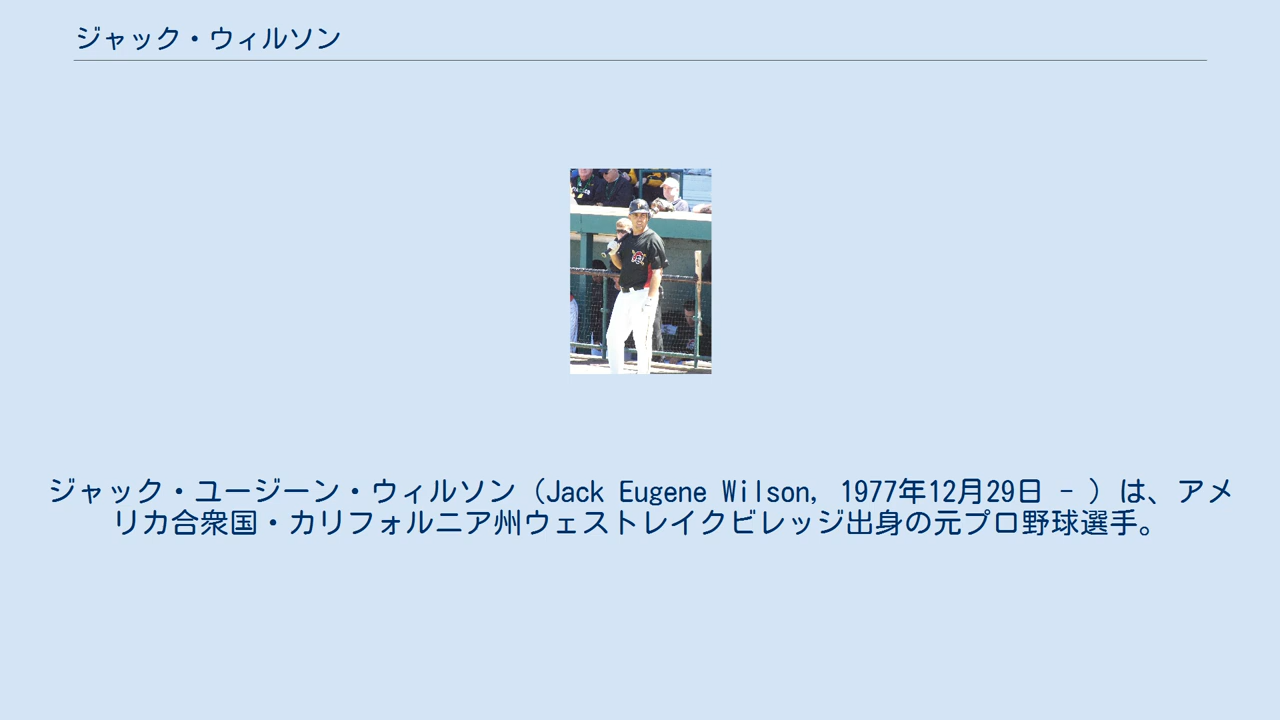 ジャック・ウィルソン
ジャック・ユージーン・ウィルソン（Jack Eugene Wilson, 1977年12月29日 - ）は、アメ
リカ合衆国・カリフォルニア州ウェストレイクビレッジ出身の元プロ野球選手。